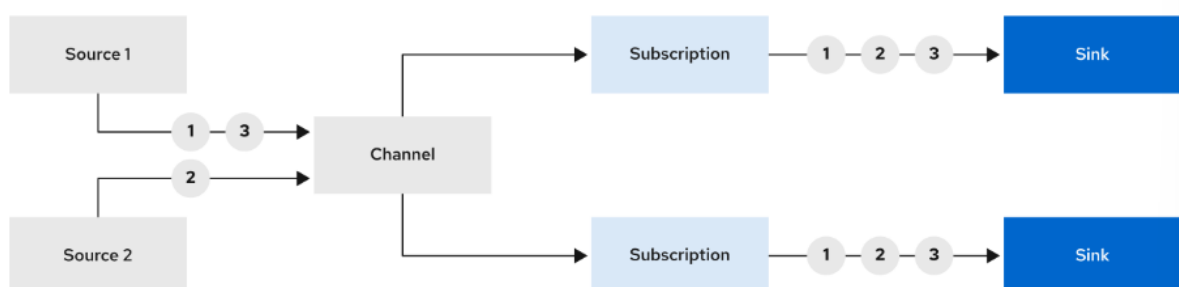 Source 1
Subscription
1 2 3
Sink
1 3
Channel
2
Source 2
Subscription
1 2 3
Sink